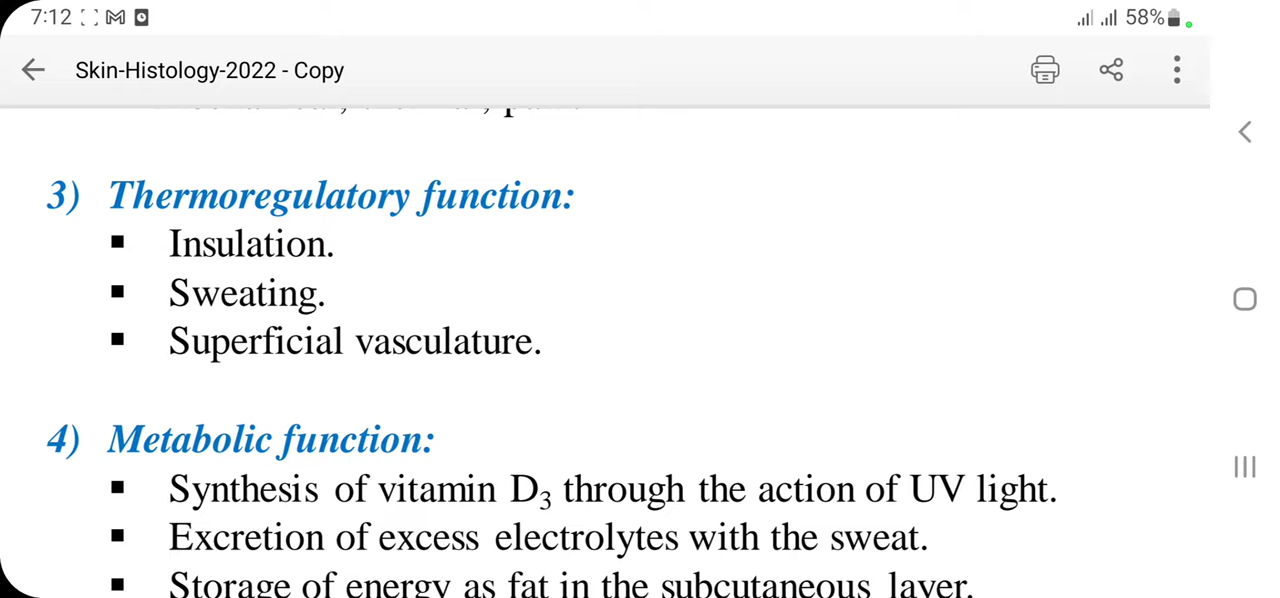 7:12 58%
Skin-Histology-2022 - Copy
3) Thermoregulatory function:
▪ Insulation.
▪ Sweating.
▪ Superficial vasculature.
4) Metabolic function:
▪ Synthesis of vitamin D₃ through the action of UV light.
▪ Excretion of excess electrolytes with the sweat.
▪ Storage of energy as fat in the subcutaneous layer.